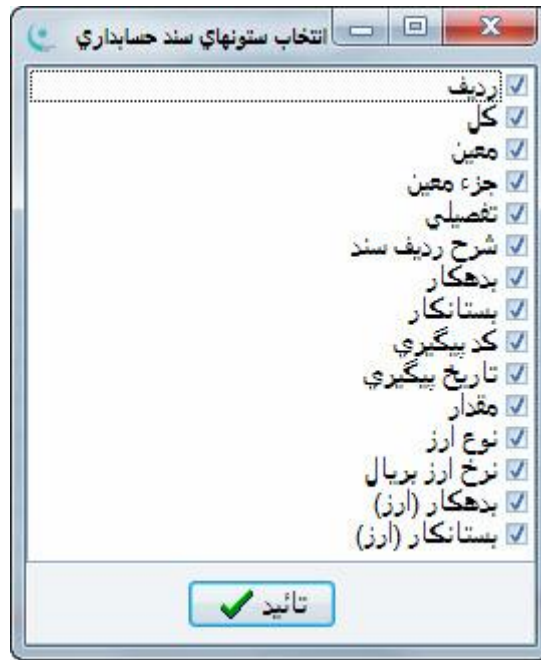 انتخاب ستونهاي سند حسابداري
رديف
کل
معين
جزء معين
تفصيلي
شرح رديف سند
بدهکار
بستانکار
کد پيگيري
تاريخ پيگيري
مقدار
نوع ارز
نرخ ارز بريال
بدهکار (ارز)
بستانکار (ارز)
تائيد